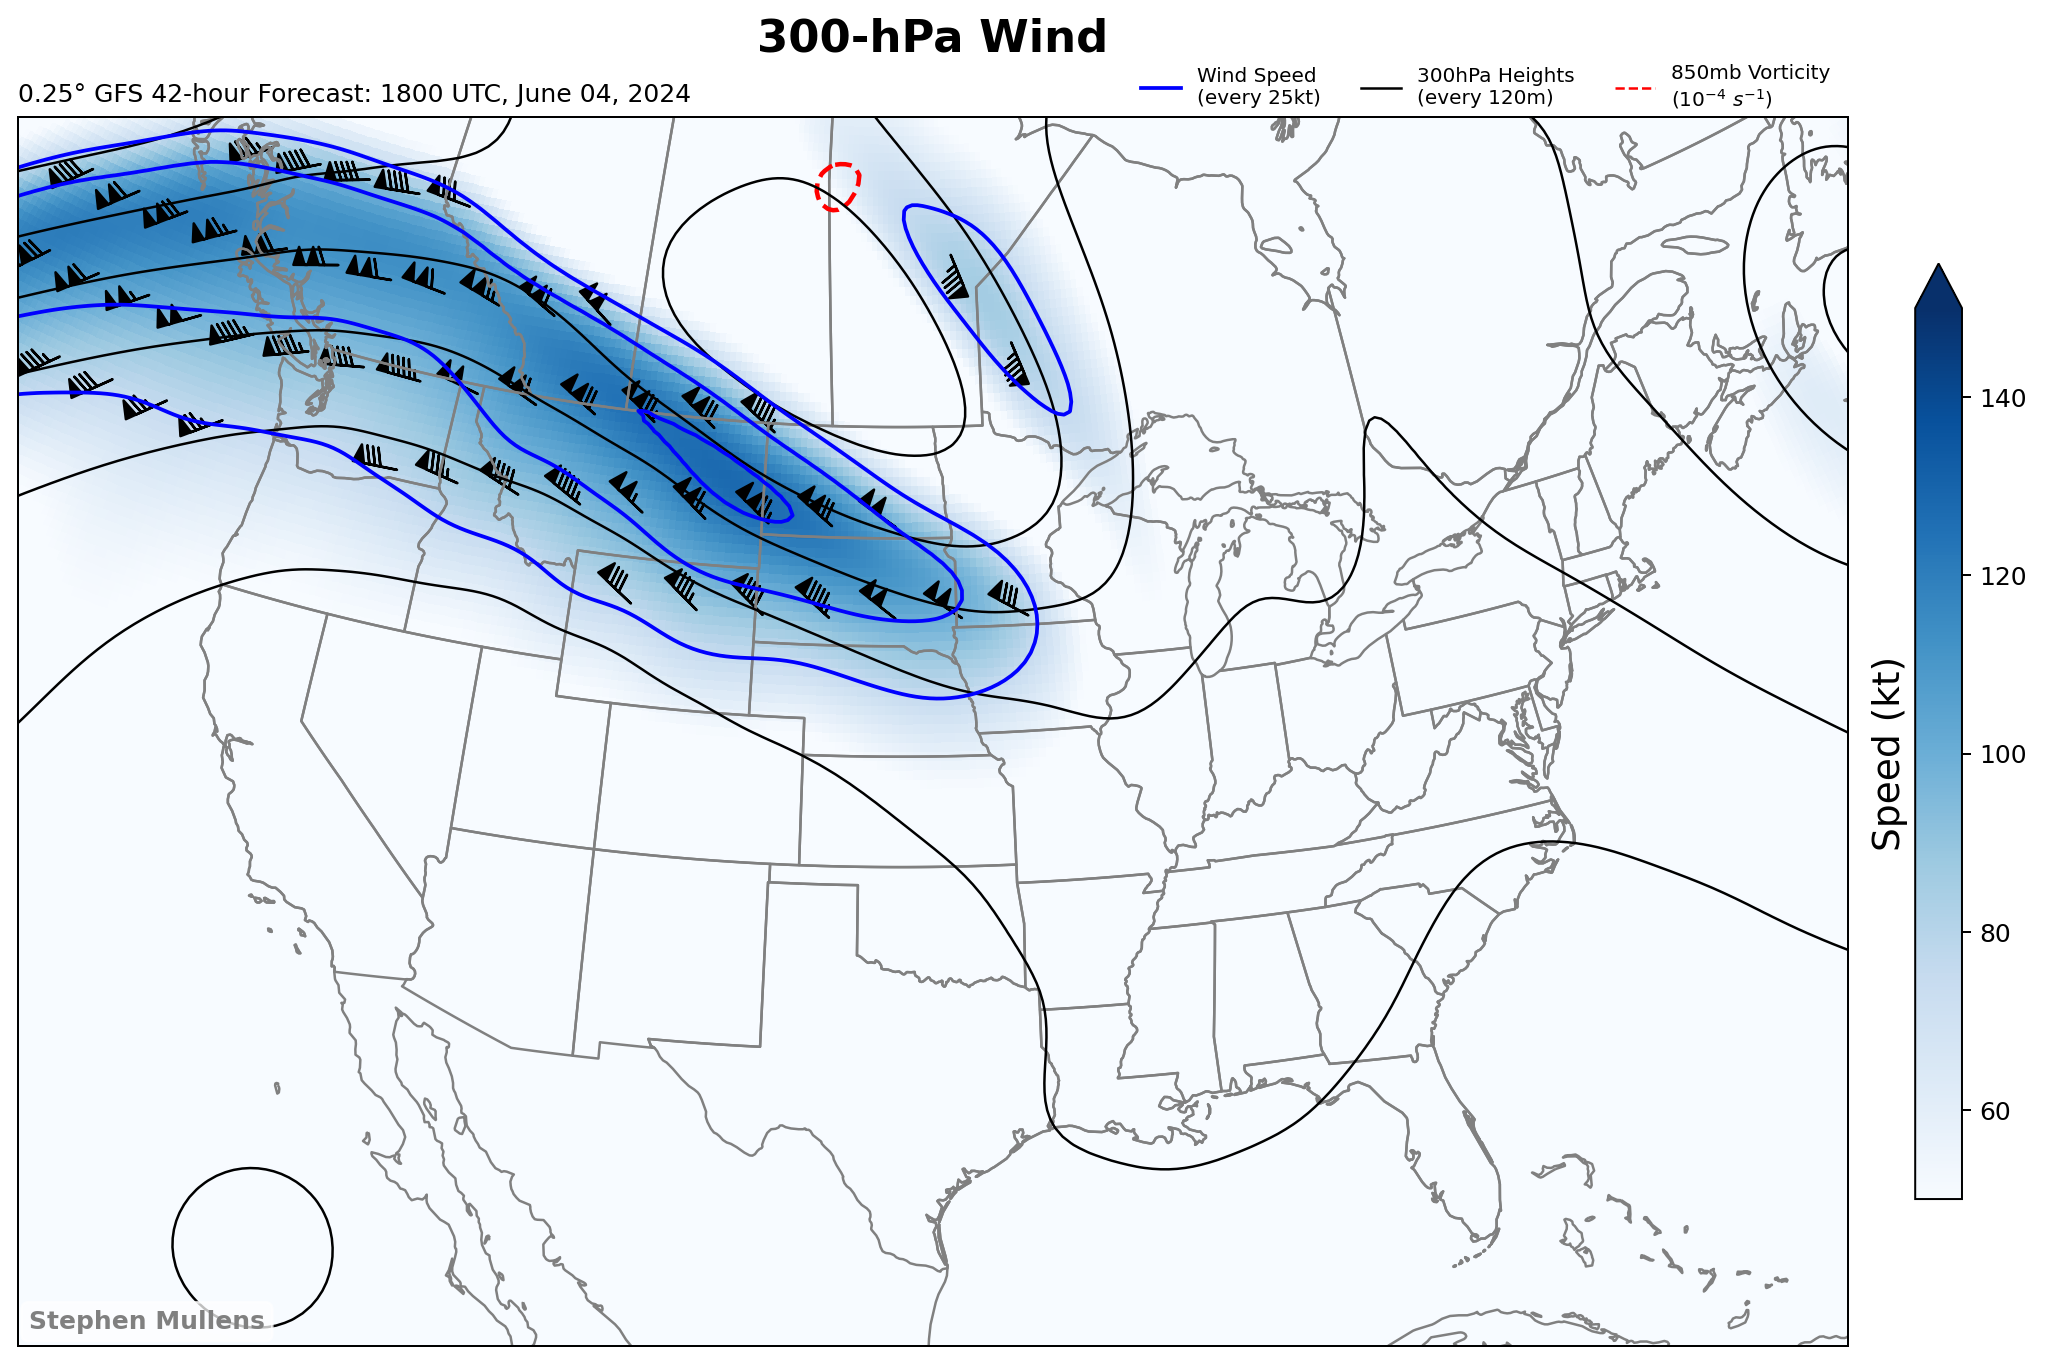 300-hPa Wind
0.25° GFS 42-hour Forecast: 1800 UTC, June 04, 2024
Wind Speed
(every 25kt)
300hPa Heights
(every 120m)
850mb Vorticity
(10⁻⁴ s⁻¹)
140
120
100
80
60
Speed (kt)
Stephen Mullens